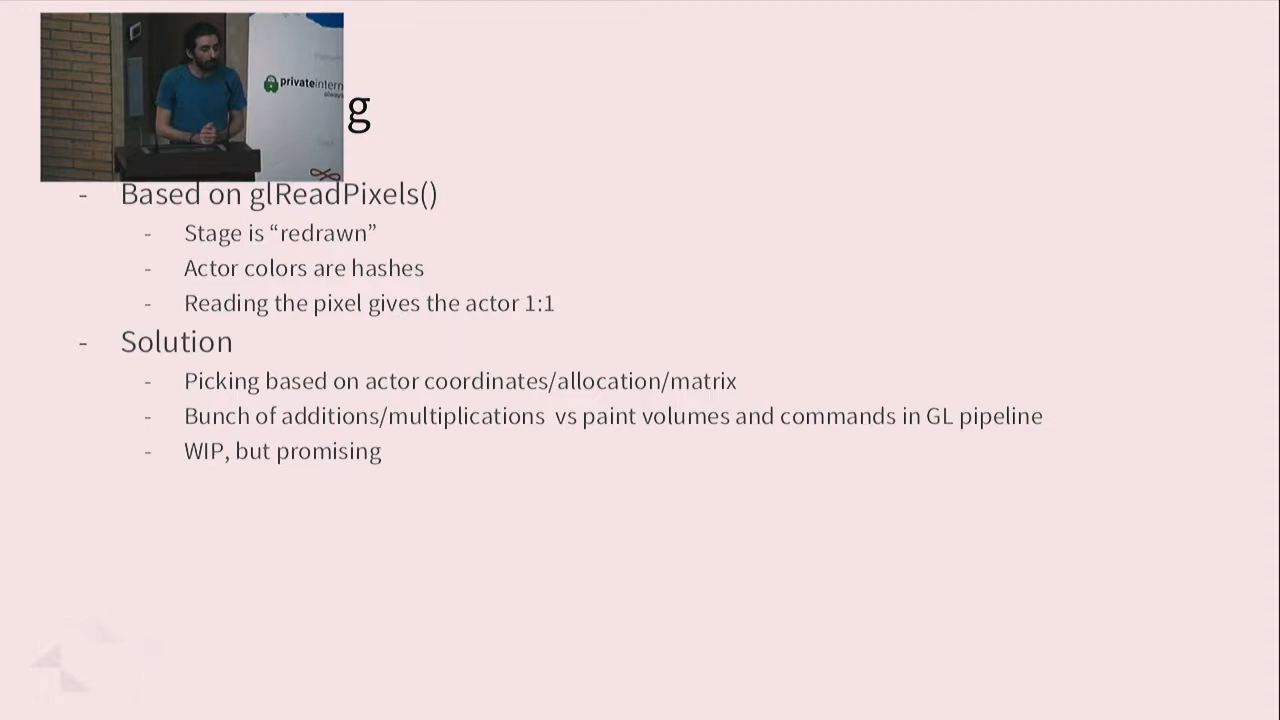 privateintern
always
g
- Based on glReadPixels()
- Stage is “redrawn”
- Actor colors are hashes
- Reading the pixel gives the actor 1:1
- Solution
- Picking based on actor coordinates/allocation/matrix
- Bunch of additions/multiplications vs paint volumes and commands in GL pipeline
- WIP, but promising